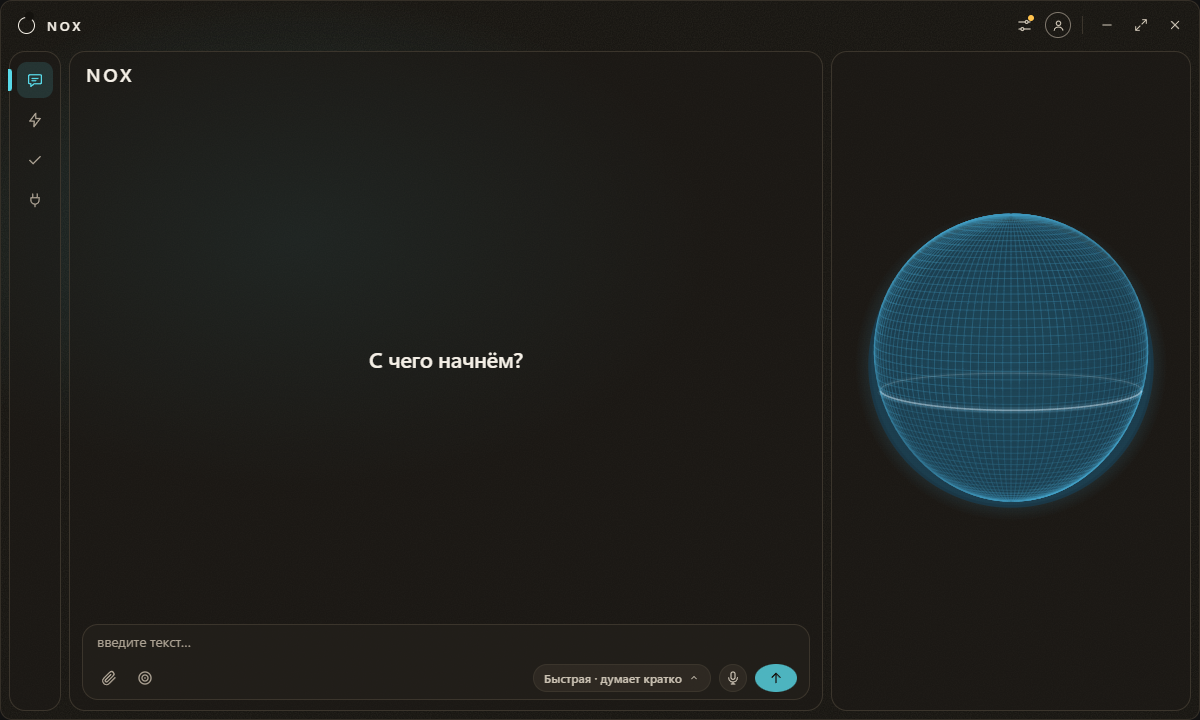 NOX
NOX
С чего начнём?
введите текст...
Быстрая · думает кратко